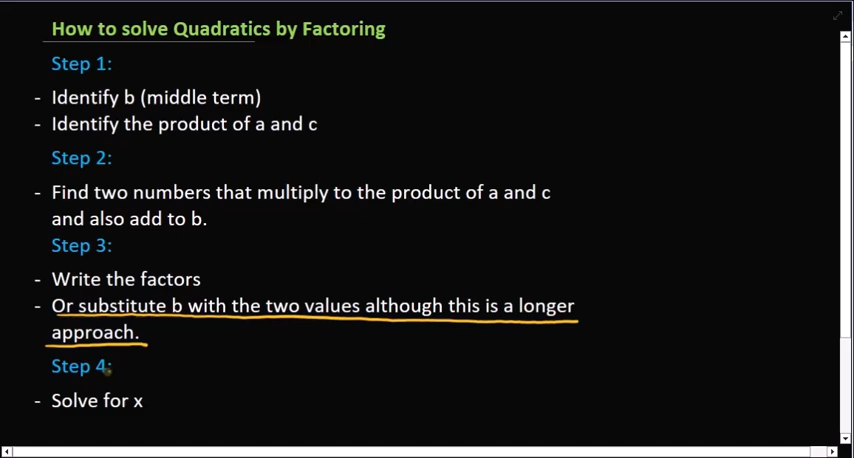 How to solve Quadratics by Factoring
Step 1:
- Identify b (middle term)
- Identify the product of a and c
Step 2:
- Find two numbers that multiply to the product of a and c
and also add to b.
Step 3:
- Write the factors
- Or substitute b with the two values although this is a longer
approach.
Step 4:
- Solve for x